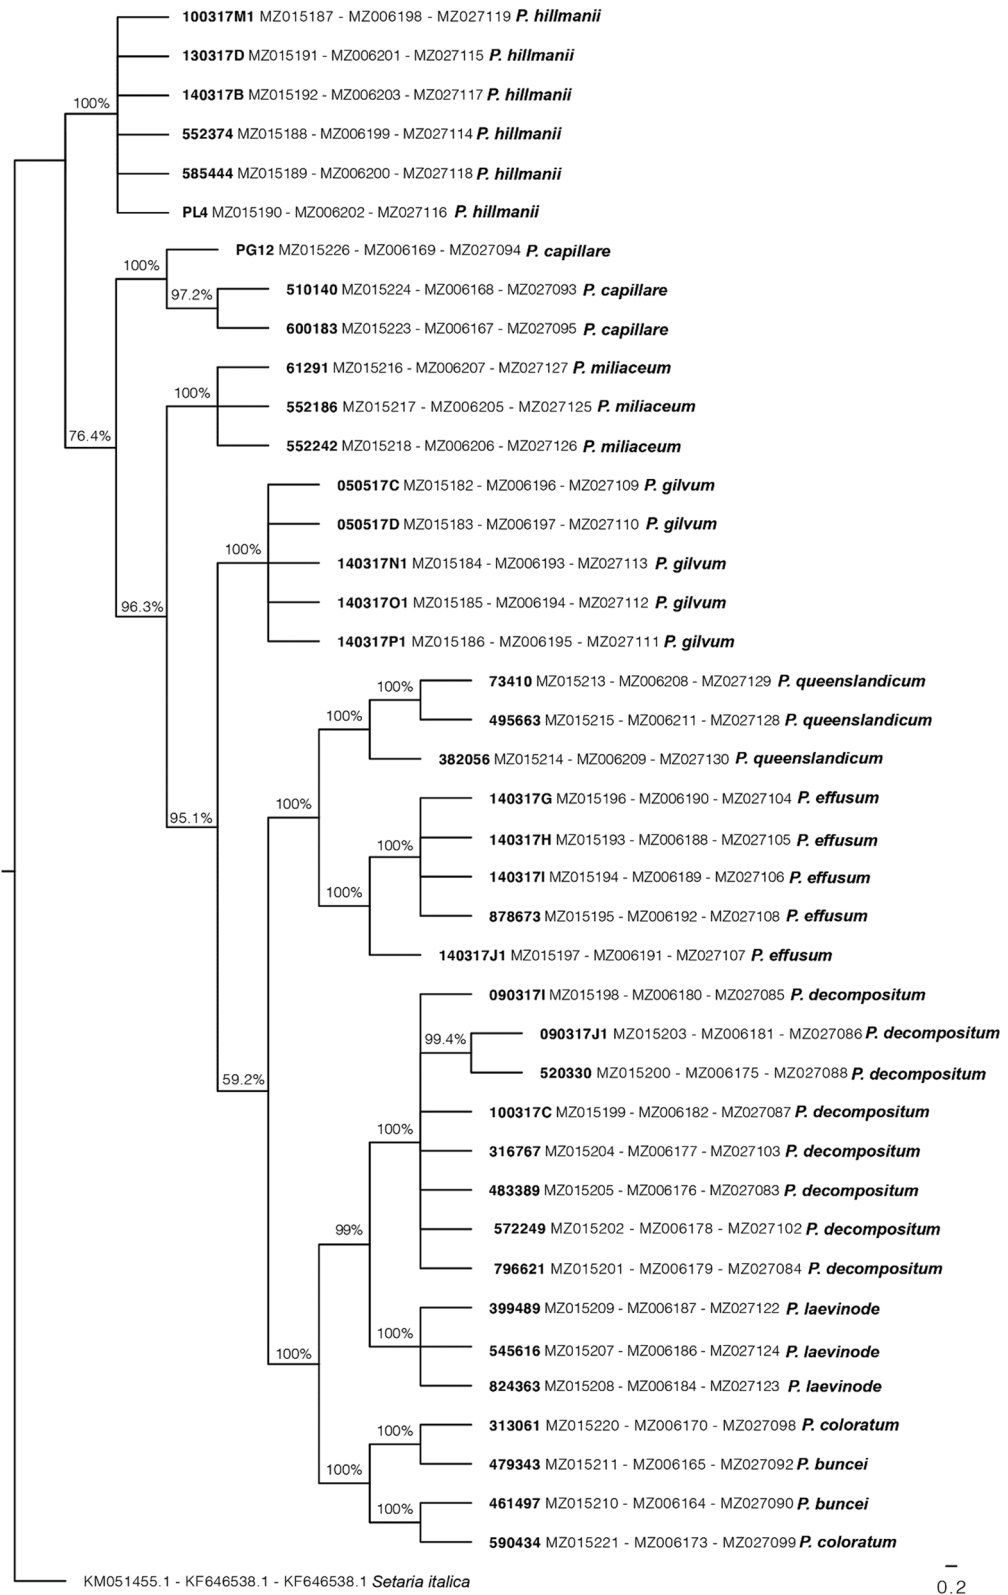 100317M1 MZ015187 - MZ006198 - MZ027119 P. hillmanii
130317D MZ015191 - MZ006201 - MZ027115 P. hillmanii
100%
140317B MZ015192 - MZ006203 - MZ027117 P. hillmanii
552374 MZ015188 - MZ006199 - MZ027114 P. hillmanii
585444 MZ015189 - MZ006200 - MZ027118 P. hillmanii
PL4 MZ015190 - MZ006202 - MZ027116 P. hillmanii
PG12 MZ015226 - MZ006169 - MZ027094 P. capillare
100%
97.2%
510140 MZ015224 - MZ006168 - MZ027093 P. capillare
600183 MZ015223 - MZ006167 - MZ027095 P. capillare
61291 MZ015216 - MZ006207 - MZ027127 P. miliaceum
100%
552186 MZ015217 - MZ006205 - MZ027125 P. miliaceum
76.4%
552242 MZ015218 - MZ006206 - MZ027126 P. miliaceum
050517C MZ015182 - MZ006196 - MZ027109 P. gilvum
050517D MZ015183 - MZ006197 - MZ027110 P. gilvum
100%
140317N1 MZ015184 - MZ006193 - MZ027113 P. gilvum
96.3%
140317O1 MZ015185 - MZ006194 - MZ027112 P. gilvum
140317P1 MZ015186 - MZ006195 - MZ027111 P. gilvum
100%
73410 MZ015213 - MZ006208 - MZ027129 P. queenslandicum
100%
495663 MZ015215 - MZ006211 - MZ027128 P. queenslandicum
382056 MZ015214 - MZ006209 - MZ027130 P. queenslandicum
100%
140317G MZ015196 - MZ006190 - MZ027104 P. effusum
95.1%
140317H MZ015193 - MZ006188 - MZ027105 P. effusum
100%
140317I MZ015194 - MZ006189 - MZ027106 P. effusum
100%
878673 MZ015195 - MZ006192 - MZ027108 P. effusum
140317J1 MZ015197 - MZ006191 - MZ027107 P. effusum
090317I MZ015198 - MZ006180 - MZ027085 P. decompositum
99.4%
090317J1 MZ015203 - MZ006181 - MZ027086 P. decompositum
59.2%
520330 MZ015200 - MZ006175 - MZ027088 P. decompositum
100317C MZ015199 - MZ006182 - MZ027087 P. decompositum
100%
316767 MZ015204 - MZ006177 - MZ027103 P. decompositum
483389 MZ015205 - MZ006176 - MZ027083 P. decompositum
99%
572249 MZ015202 - MZ006178 - MZ027102 P. decompositum
796621 MZ015201 - MZ006179 - MZ027084 P. decompositum
399489 MZ015209 - MZ006187 - MZ027122 P. laevinode
100%
100%
545616 MZ015207 - MZ006186 - MZ027124 P. laevinode
824363 MZ015208 - MZ006184 - MZ027123 P. laevinode
100%
313061 MZ015220 - MZ006170 - MZ027098 P. coloratum
100%
479343 MZ015211 - MZ006165 - MZ027092 P. buncei
100%
461497 MZ015210 - MZ006164 - MZ027090 P. buncei
590434 MZ015221 - MZ006173 - MZ027099 P. coloratum
KM051455.1 - KF646538.1 - KF646538.1 Setaria italica
0.2